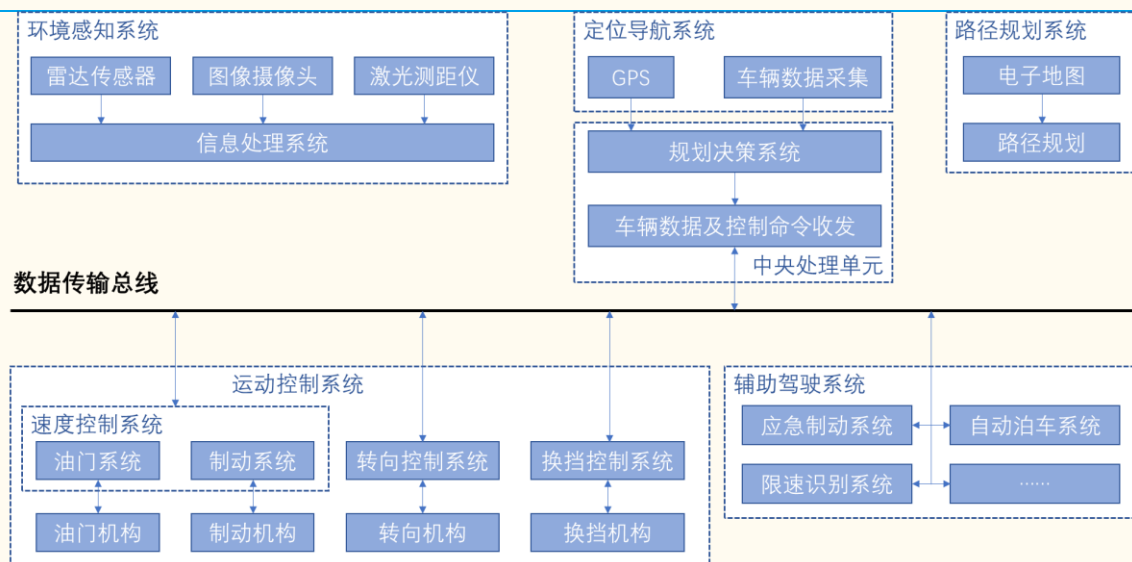 环境感知系统
雷达传感器
图像摄像头
激光测距仪
信息处理系统
定位导航系统
GPS
车辆数据采集
规划决策系统
车辆数据及控制命令收发
中央处理单元
路径规划系统
电子地图
路径规划
数据传输总线
运动控制系统
速度控制系统
油门系统
制动系统
转向控制系统
换挡控制系统
油门机构
制动机构
转向机构
换挡机构
辅助驾驶系统
应急制动系统
自动泊车系统
限速识别系统
……